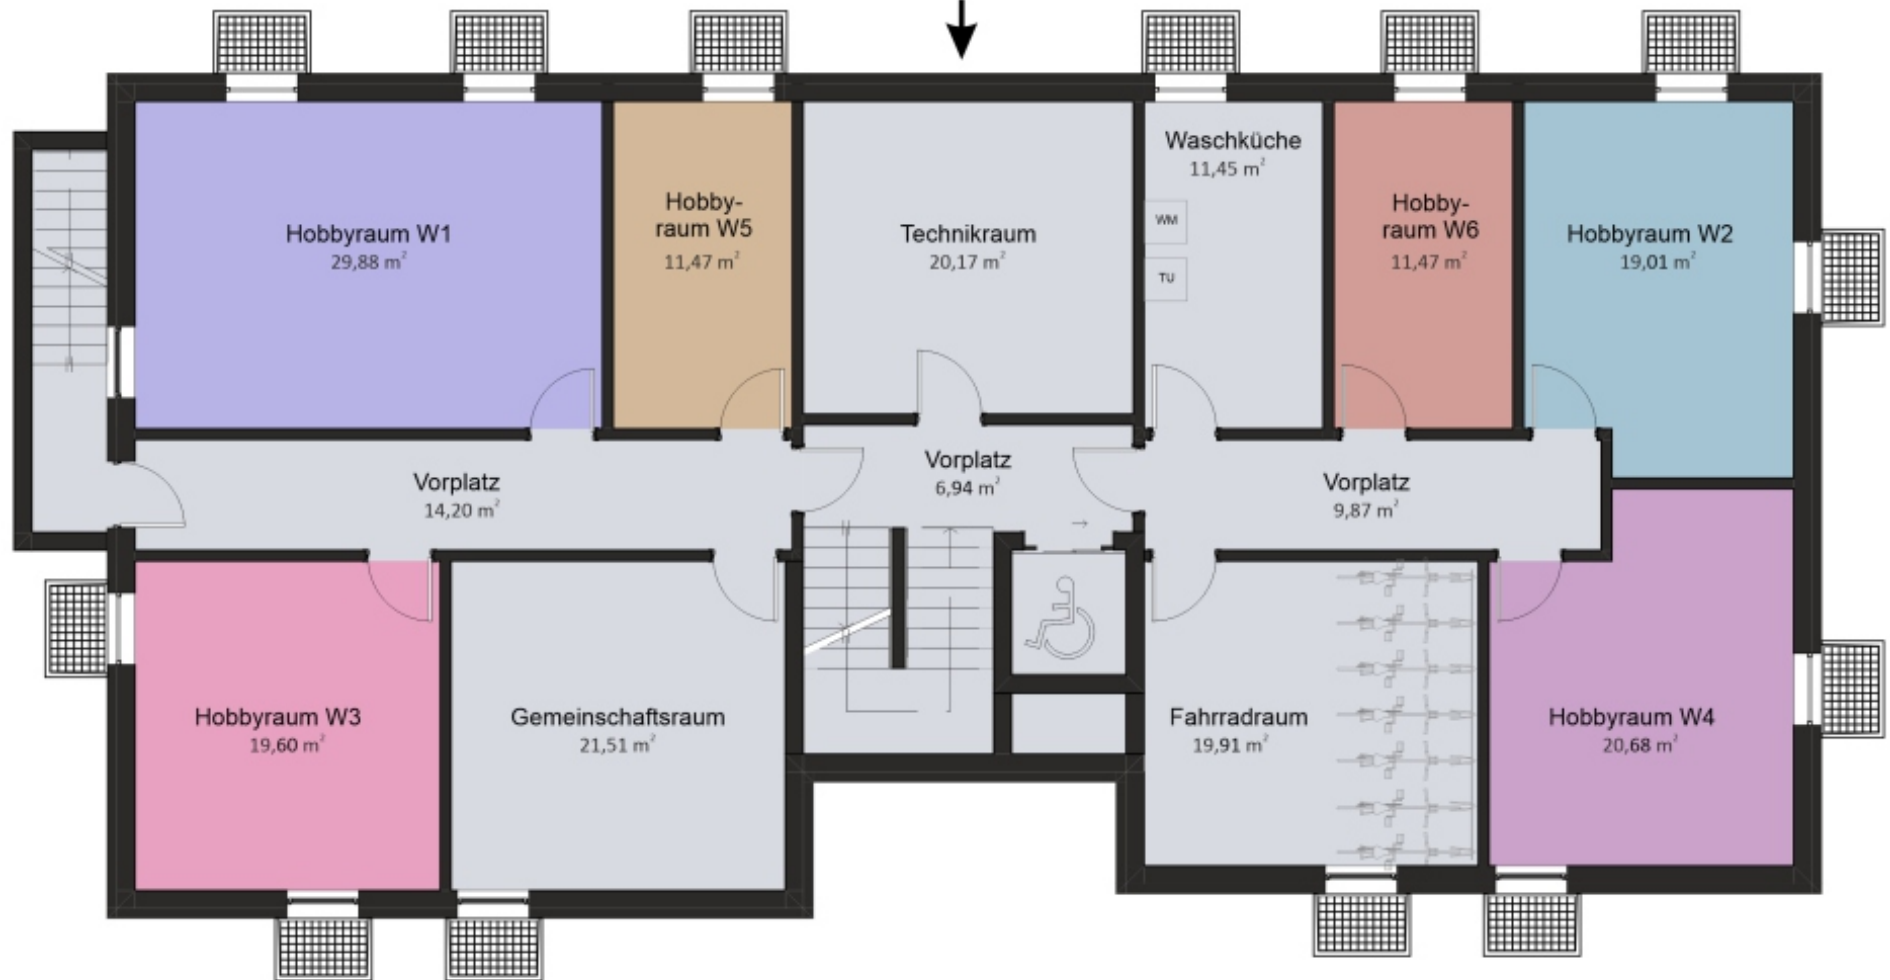 Hobbyraum W1
29,88 m²
Hobby-
raum W5
11,47 m²
Technikraum
20,17 m²
Waschküche
11,45 m²
WM
TU
Hobby-
raum W6
11,47 m²
Hobbyraum W2
19,01 m²
Vorplatz
14,20 m²
Vorplatz
6,94 m²
Vorplatz
9,87 m²
Hobbyraum W3
19,60 m²
Gemeinschaftsraum
21,51 m²
Fahrradraum
19,91 m²
Hobbyraum W4
20,68 m²